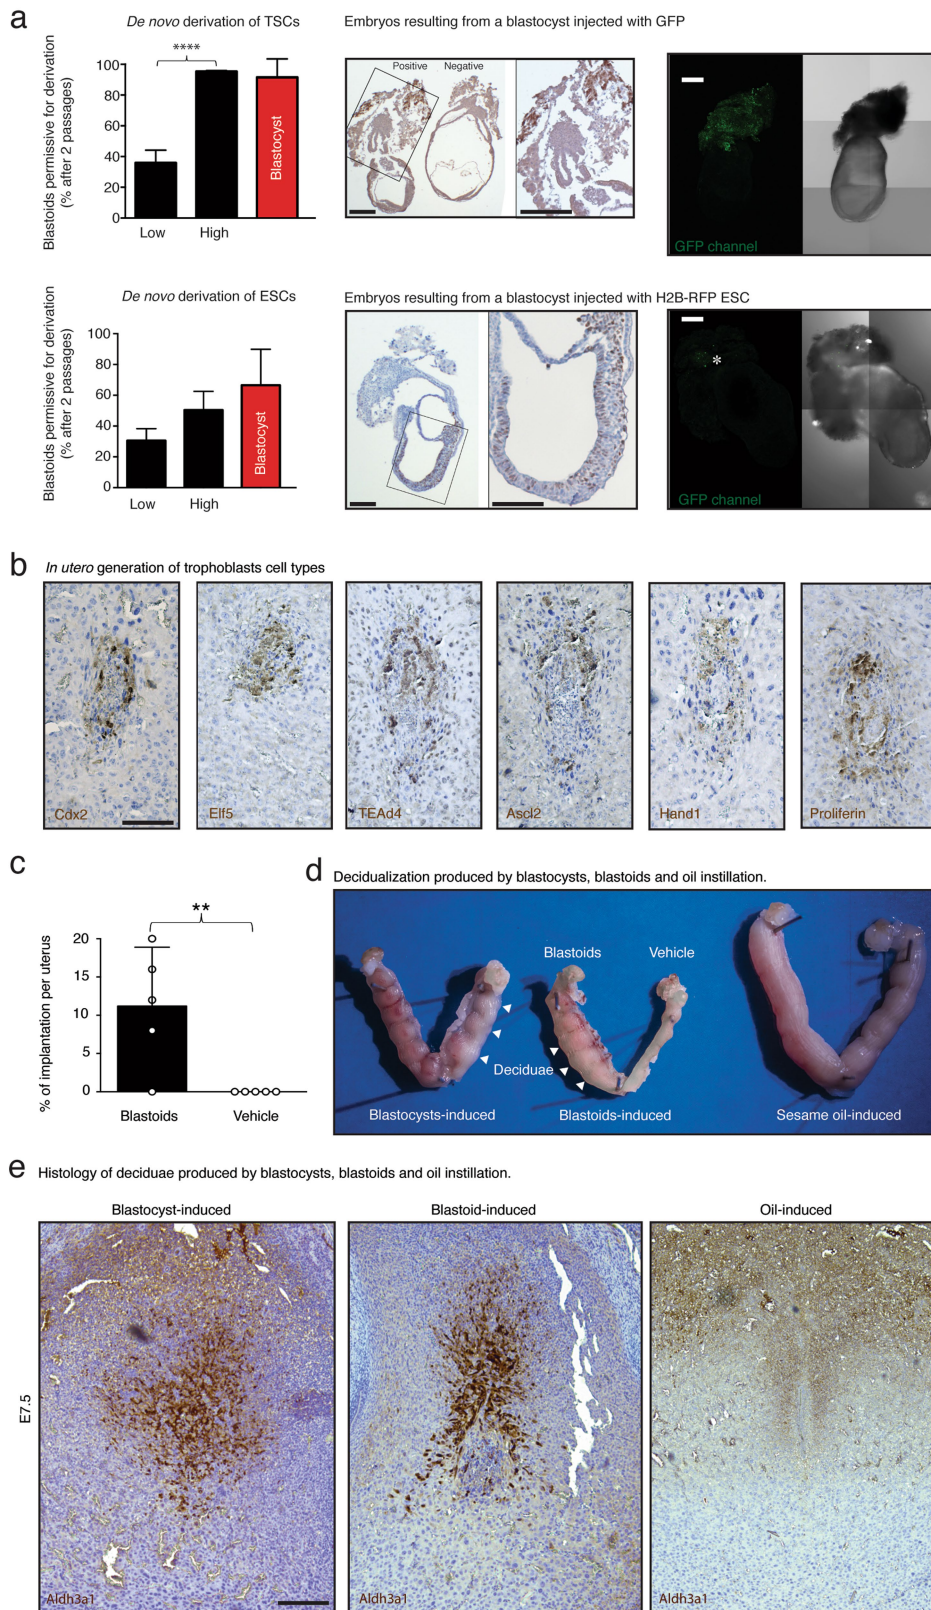 a
De novo derivation of TSCs
Embryos resulting from a blastocyst injected with GFP
Blastoids permissive for derivation
(% after 2 passages)
****
100
80
60
40
20
0
Blastocyst
Low
High
Positive
Negative
GFP channel
De novo derivation of ESCs
Embryos resulting from a blastocyst injected with H2B-RFP ESC
Blastoids permissive for derivation
(% after 2 passages)
100
80
60
40
20
0
Blastocyst
Low
High
*
GFP channel
b
In utero generation of trophoblasts cell types
Cdx2
Elf5
TEAd4
Ascl2
Hand1
Proliferin
c
% of implantation per uterus
**
20
15
10
5
0
Blastoids
Vehicle
d
Decidualization produced by blastocysts, blastoids and oil instillation.
Blastoids
Vehicle
Deciduae
Blastocysts-induced
Blastoids-induced
Sesame oil-induced
e
Histology of deciduae produced by blastocysts, blastoids and oil instillation.
Blastocyst-induced
Blastoid-induced
Oil-induced
E7.5
Aldh3a1
Aldh3a1
Aldh3a1